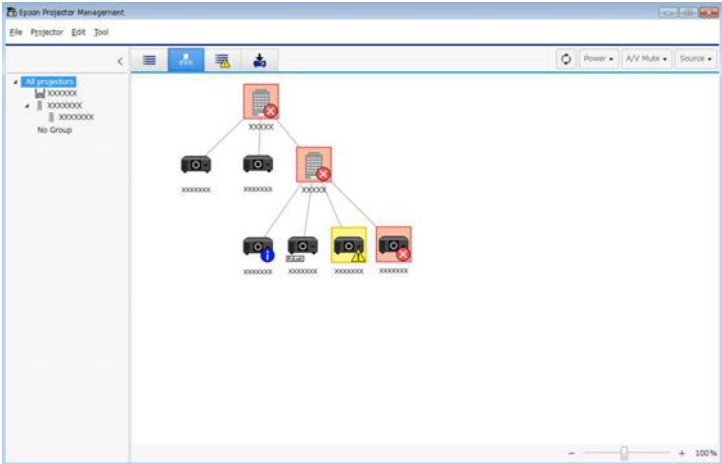 Epson Projector Management
File Projector Edit Tool
Power A/V Mute Source
All projectors
XXXXXX
XXXXXXX
XXXXXXX
No Group
XXXXX
XXXXXXX XXXXXXX XXXXX
XXXXXXX XXXXXXX XXXXXXX XXXXXXX
100%